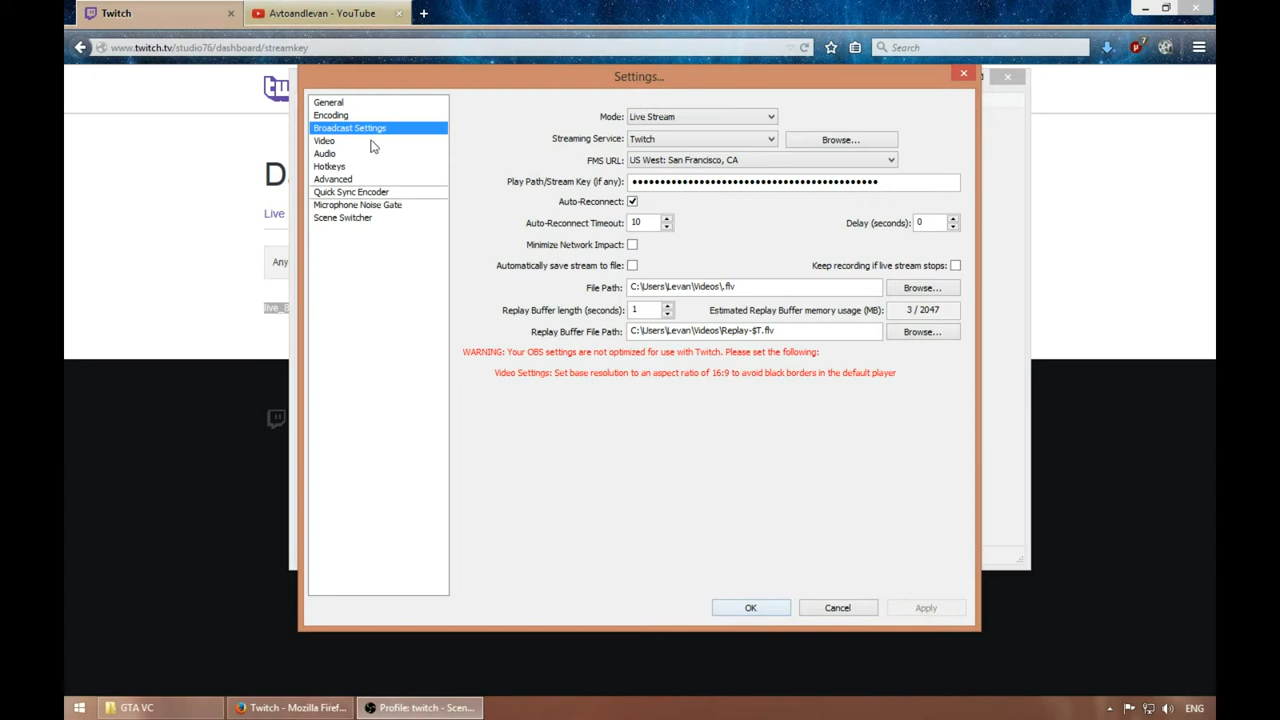 Twitch
Avtoandlevan - YouTube
www.twitch.tv/studio76/dashboard/streamkey
Search
7
Settings...
General
Encoding
Broadcast Settings
Video
Audio
Hotkeys
Advanced
Quick Sync Encoder
Microphone Noise Gate
Scene Switcher
Mode: Live Stream
Streaming Service: Twitch Browse...
FMS URL: US West: San Francisco, CA
Play Path/Stream Key (if any): ●●●●●●●●●●●●●●●●●●●●●●●●●●●●●●●●●●●●●●●●●●●●
Auto-Reconnect:
Auto-Reconnect Timeout: 10 Delay (seconds): 0
Minimize Network Impact:
Automatically save stream to file: Keep recording if live stream stops:
File Path: C:\Users\Levan\Videos\.flv Browse...
Replay Buffer length (seconds): 1 Estimated Replay Buffer memory usage (MB): 3 / 2047
Replay Buffer File Path: C:\Users\Levan\Videos\Replay-$T.flv Browse...
WARNING: Your OBS settings are not optimized for use with Twitch. Please set the following:
Video Settings: Set base resolution to an aspect ratio of 16:9 to avoid black borders in the default player
OK Cancel Apply
Live
Any
live_8
GTA VC
Twitch - Mozilla Firef...
Profile: twitch - Scen...
ENG